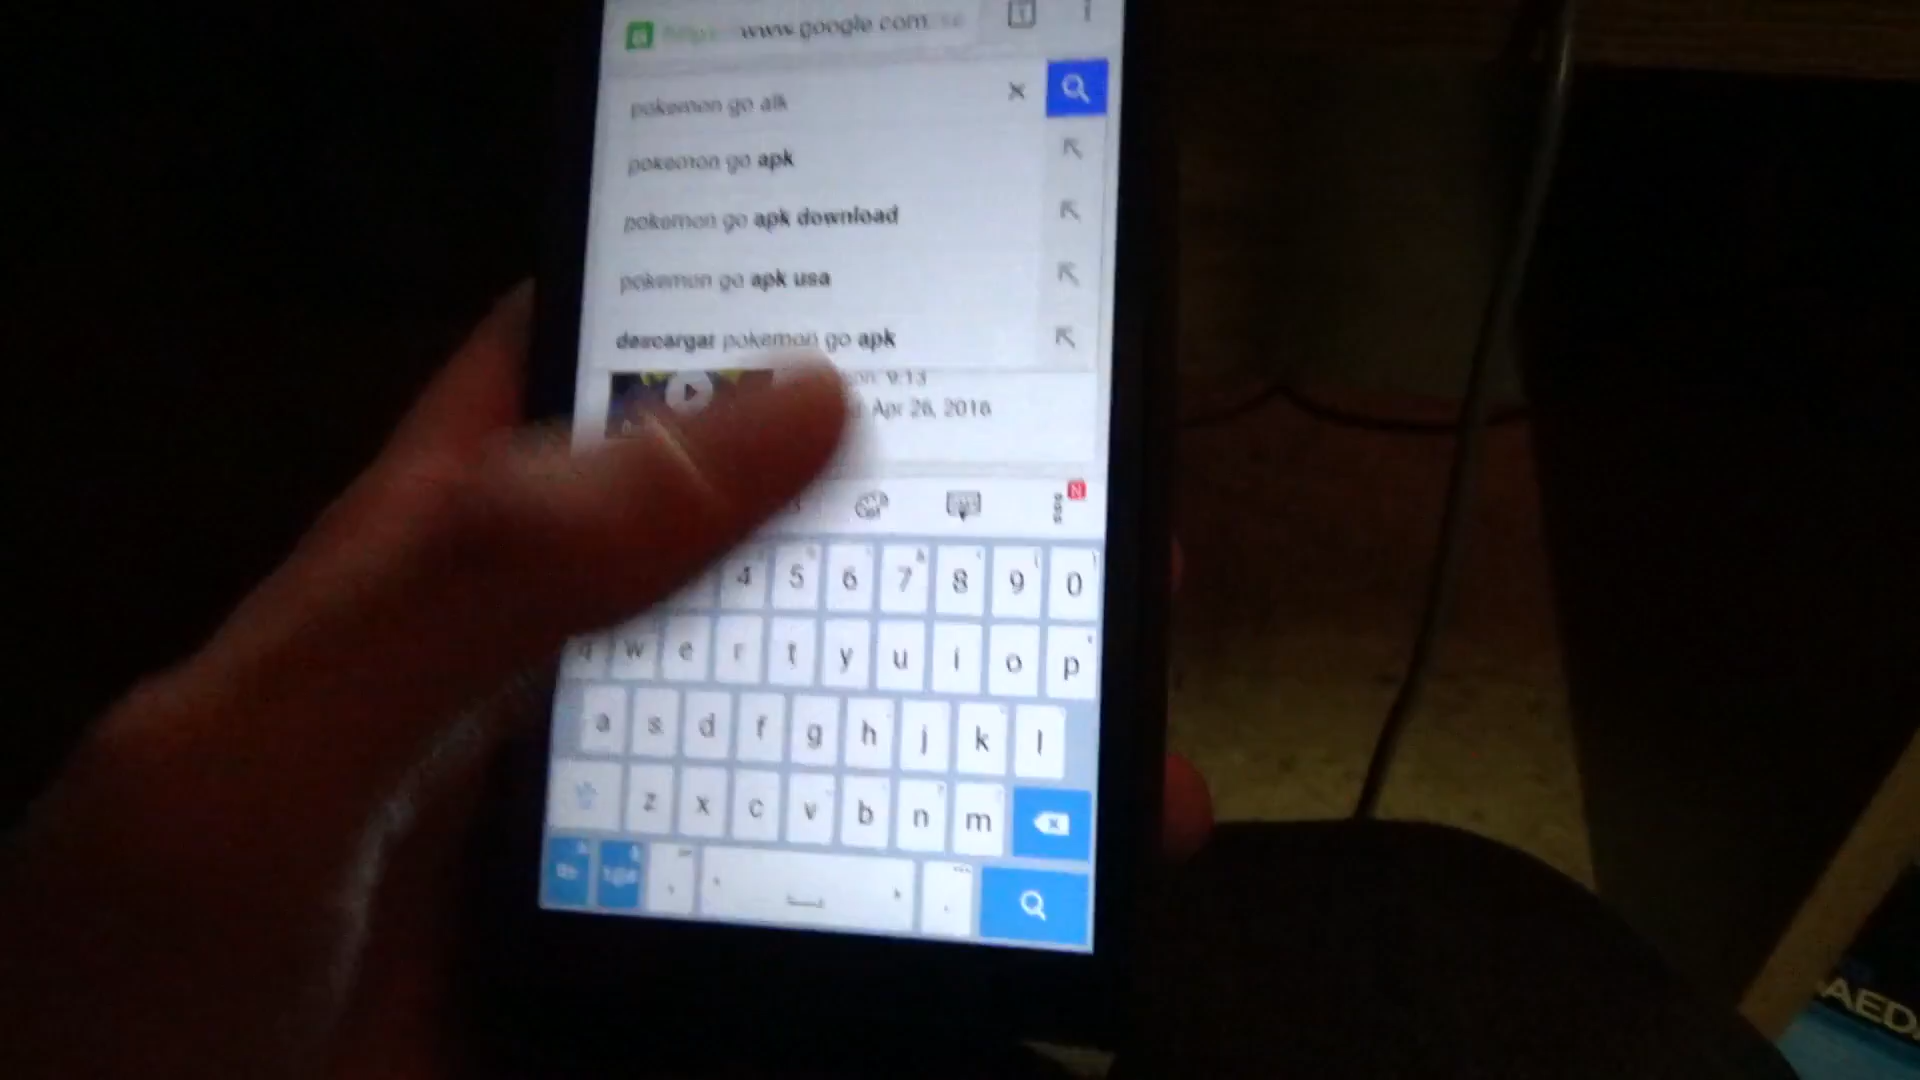 www.google.com
pokemon go alk
pokemon go apk
pokemon go apk download
pokemon go apk usa
descargar pokemon go apk
9:13
Apr 26, 2016
N
4 5 6 7 8 9 0
q w e r t y u i o p
a s d f g h j k l
z x c v b n m
AED